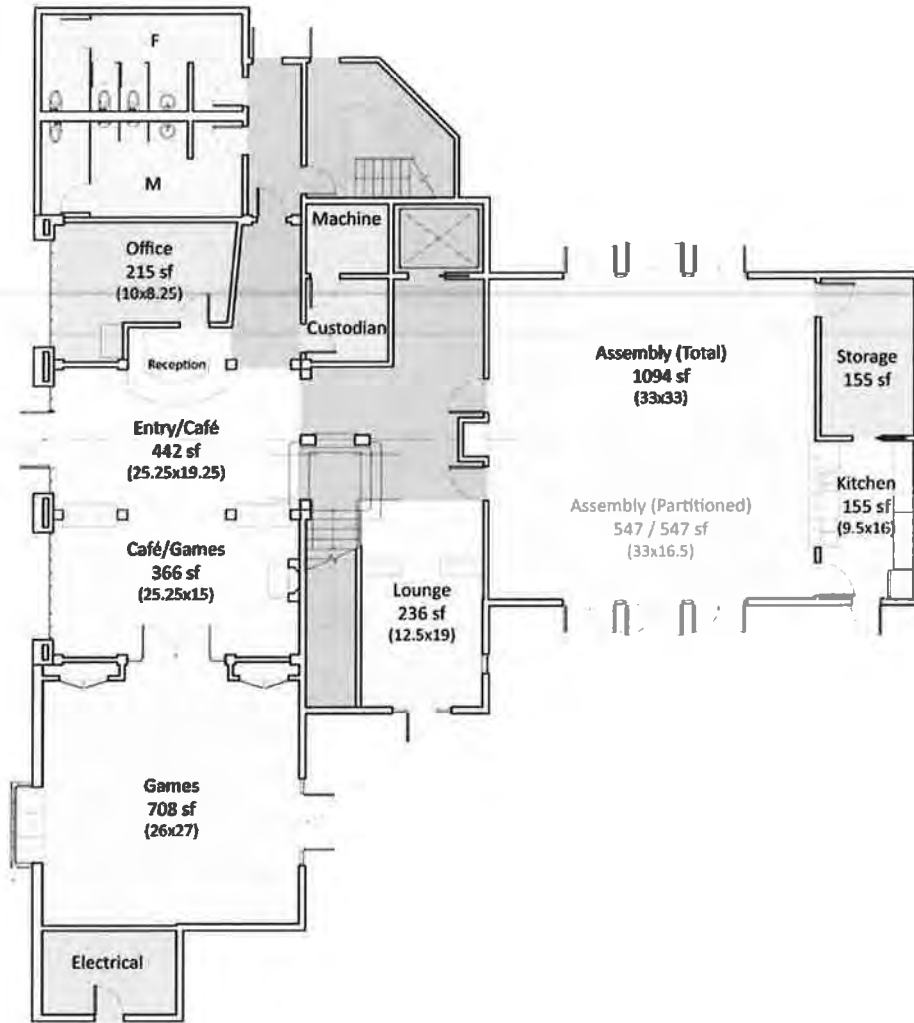 F
M
Machine
Office
215 sf
(10x8.25)
Custodian
Reception
Assembly (Total)
1094 sf
(33x33)
Storage
155 sf
Entry/Café
442 sf
(25.25x19.25)
Kitchen
155 sf
(9.5x16)
Assembly (Partitioned)
547 / 547 sf
(33x16.5)
Café/Games
366 sf
(25.25x15)
Lounge
236 sf
(12.5x19)
Games
708 sf
(26x27)
Electrical